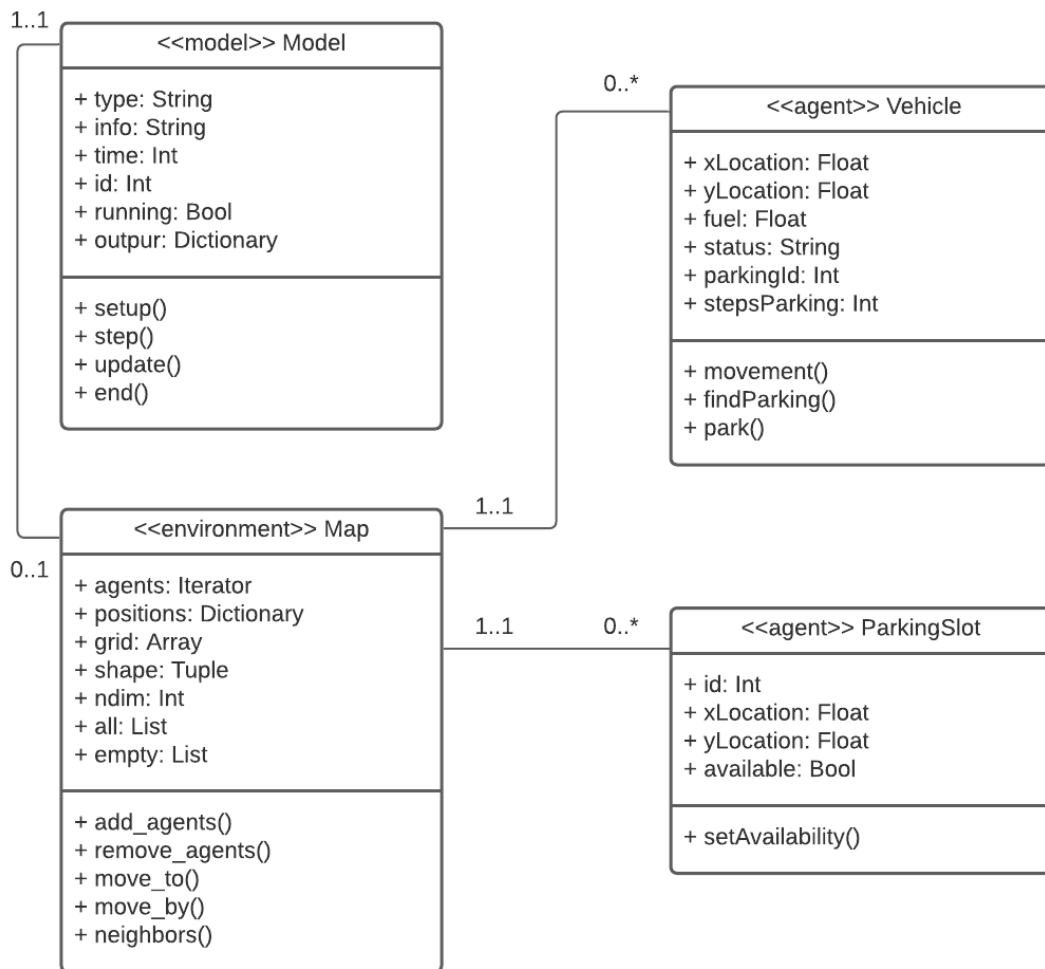 1..1
<<model>> Model
+ type: String
+ info: String
+ time: Int
+ id: Int
+ running: Bool
+ outpur: Dictionary
+ setup()
+ step()
+ update()
+ end()
0..*
<<agent>> Vehicle
+ xLocation: Float
+ yLocation: Float
+ fuel: Float
+ status: String
+ parkingId: Int
+ stepsParking: Int
+ movement()
+ findParking()
+ park()
1..1
<<environment>> Map
0..1
+ agents: Iterator
+ positions: Dictionary
+ grid: Array
+ shape: Tuple
+ ndim: Int
+ all: List
+ empty: List
+ add_agents()
+ remove_agents()
+ move_to()
+ move_by()
+ neighbors()
1..1
0..*
<<agent>> ParkingSlot
+ id: Int
+ xLocation: Float
+ yLocation: Float
+ available: Bool
+ setAvailability()